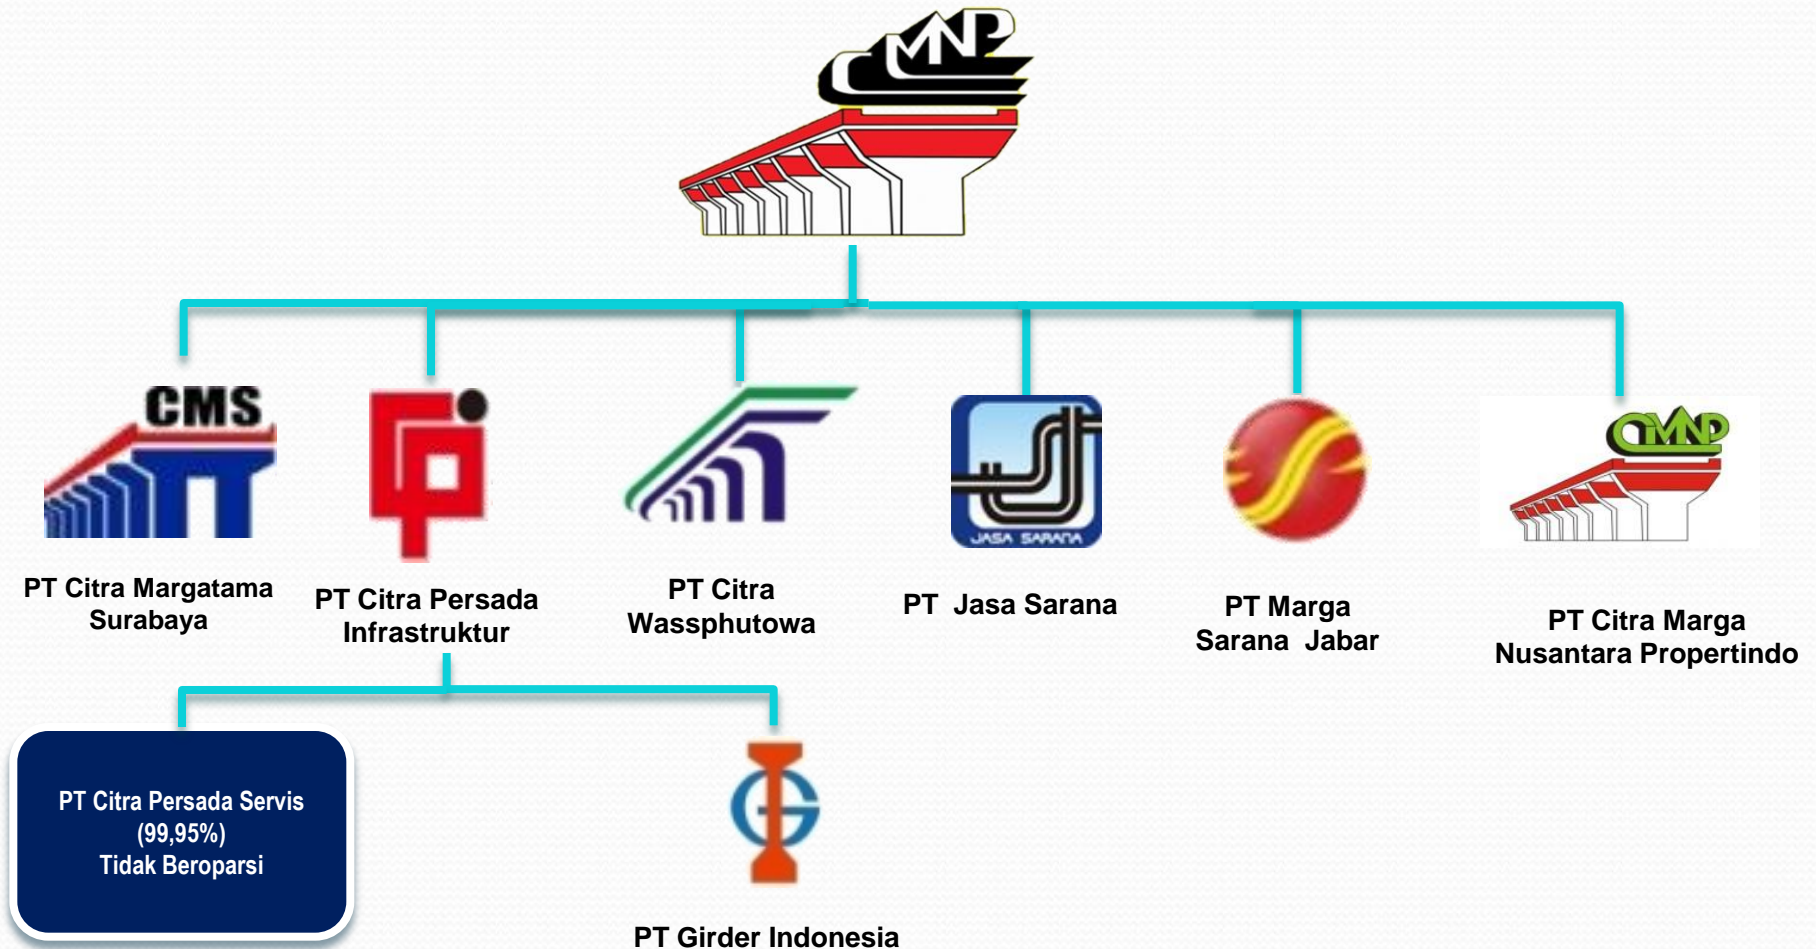 CMNP
CMS
JASA SARANA
CMNP
PT Citra Margatama
Surabaya
PT Citra Persada
Infrastruktur
PT Citra
Wassphutowa
PT Jasa Sarana
PT Marga
Sarana Jabar
PT Citra Marga
Nusantara Propertindo
PT Citra Persada Servis
(99,95%)
Tidak Beroparsi
PT Girder Indonesia